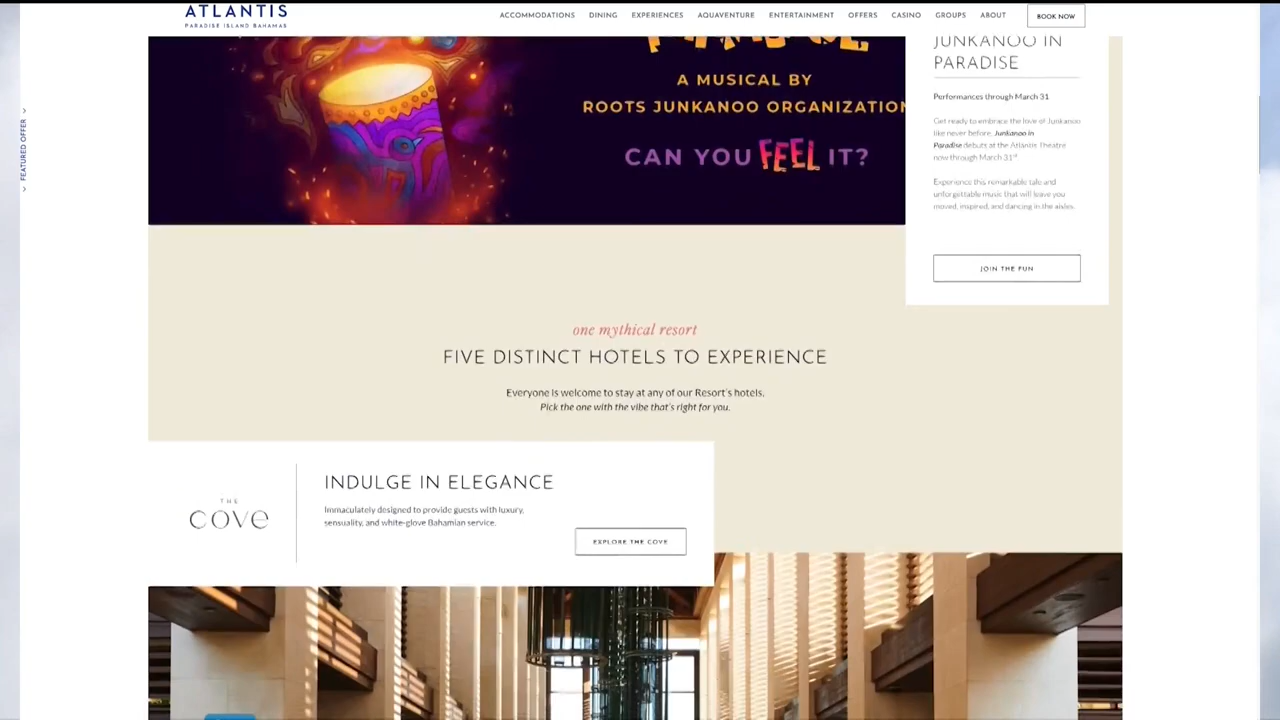 ATLANTIS
PARADISE ISLAND BAHAMAS
ACCOMMODATIONS DINING EXPERIENCES AQUAVENTURE ENTERTAINMENT OFFERS CASINO GROUPS ABOUT BOOK NOW
FEATURED OFFER
A MUSICAL BY
ROOTS JUNKANOO ORGANIZATION
CAN YOU FEEL IT?
JUNKANOO IN
PARADISE
Performances through March 31
Get ready to embrace the love of Junkanoo
like never before. Junkanoo in
Paradise debuts at the Atlantis Theatre
now through March 31st
Experience this remarkable tale and
unforgettable music that will leave you
moved, inspired, and dancing in the aisles.
JOIN THE FUN
one mythical resort
FIVE DISTINCT HOTELS TO EXPERIENCE
Everyone is welcome to stay at any of our Resort's hotels.
Pick the one with the vibe that's right for you.
THE
COVE
INDULGE IN ELEGANCE
Immaculately designed to provide guests with luxury,
sensuality, and white-glove Bahamian service.
EXPLORE THE COVE